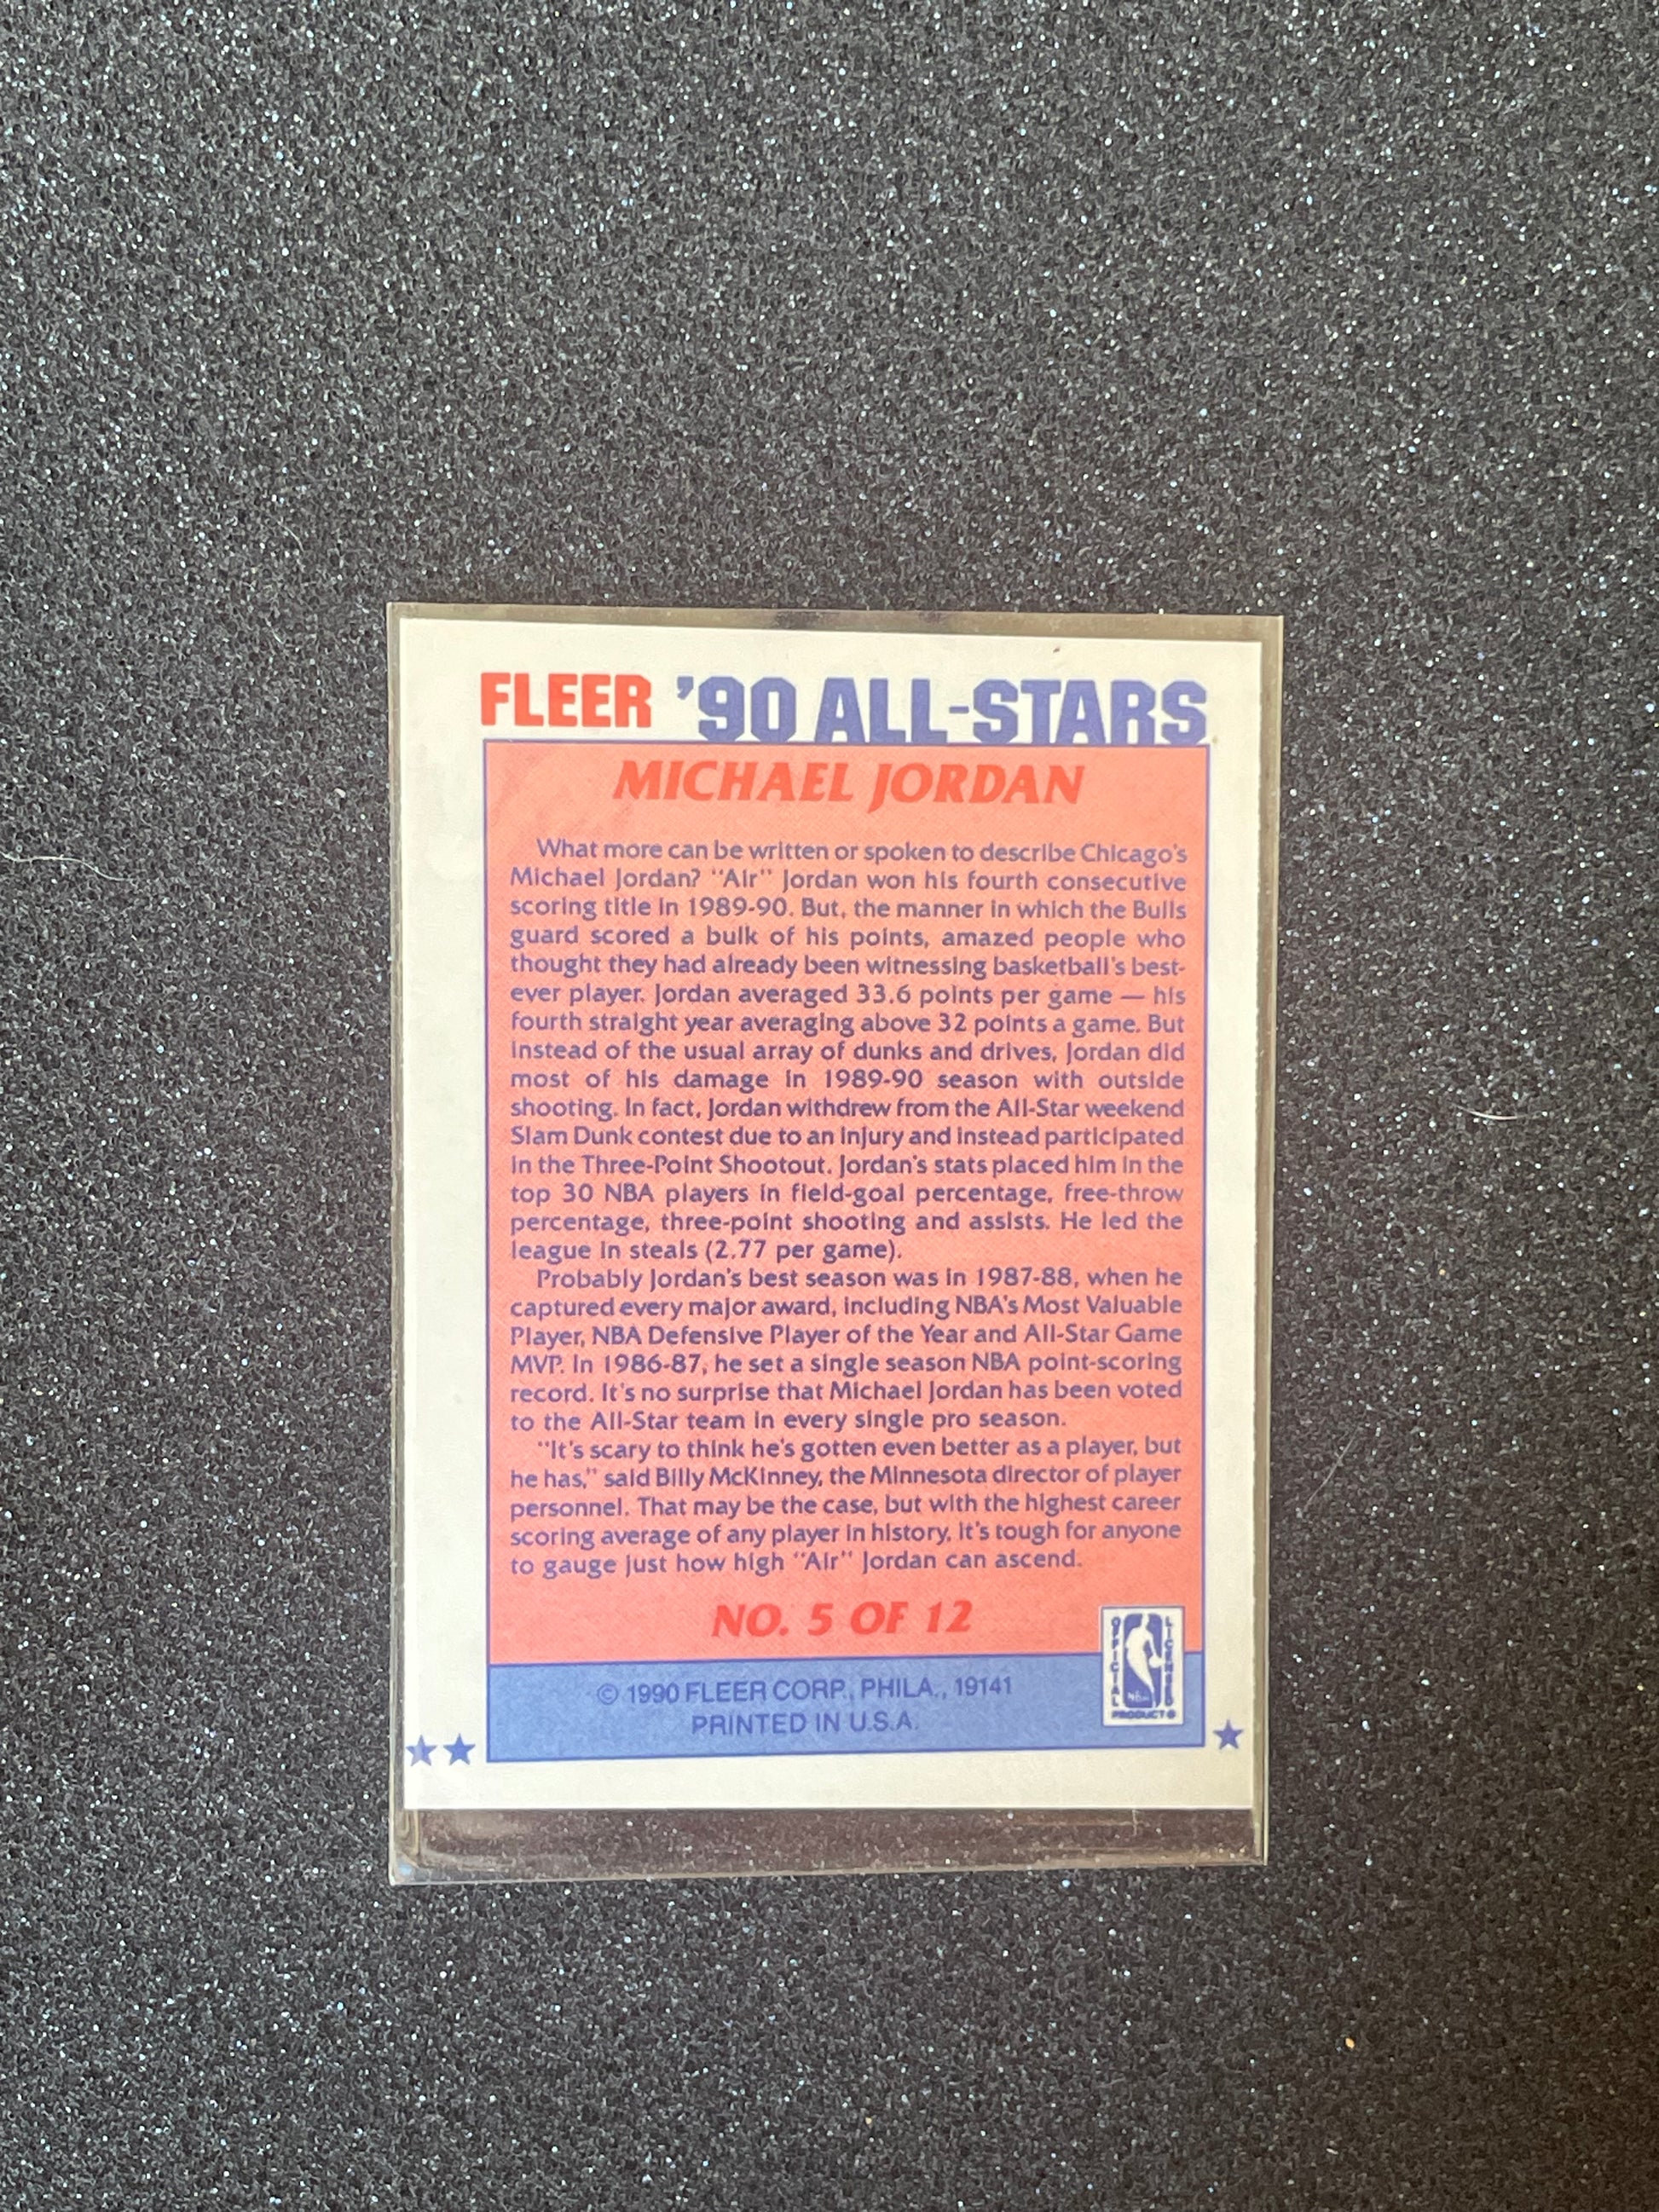 FLEER '90 ALL-STARS
MICHAEL JORDAN
What more can be written or spoken to describe Chicago's
Michael Jordan? "Air" Jordan won his fourth consecutive
scoring title in 1989-90. But, the manner in which the Bulls
guard scored a bulk of his points, amazed people who
thought they had already been witnessing basketball's best-
ever player. Jordan averaged 33.6 points per game — his
fourth straight year averaging above 32 points a game. But
instead of the usual array of dunks and drives, Jordan did
most of his damage in 1989-90 season with outside
shooting. In fact, Jordan withdrew from the All-Star weekend
Slam Dunk contest due to an injury and instead participated
in the Three-Point Shootout. Jordan's stats placed him in the
top 30 NBA players in field-goal percentage, free-throw
percentage, three-point shooting and assists. He led the
league in steals (2.77 per game).
Probably Jordan's best season was in 1987-88, when he
captured every major award, including NBA's Most Valuable
Player, NBA Defensive Player of the Year and All-Star Game
MVP. In 1986-87, he set a single season NBA point-scoring
record. It's no surprise that Michael Jordan has been voted
to the All-Star team in every single pro season.
"It's scary to think he's gotten even better as a player, but
he has," said Billy McKinney, the Minnesota director of player
personnel. That may be the case, but with the highest career
scoring average of any player in history, it's tough for anyone
to gauge just how high "Air" Jordan can ascend.
NO. 5 OF 12
OFFICIAL
LICENSED
NBA
PRODUCT ®
© 1990 FLEER CORP., PHILA., 19141
PRINTED IN U.S.A.